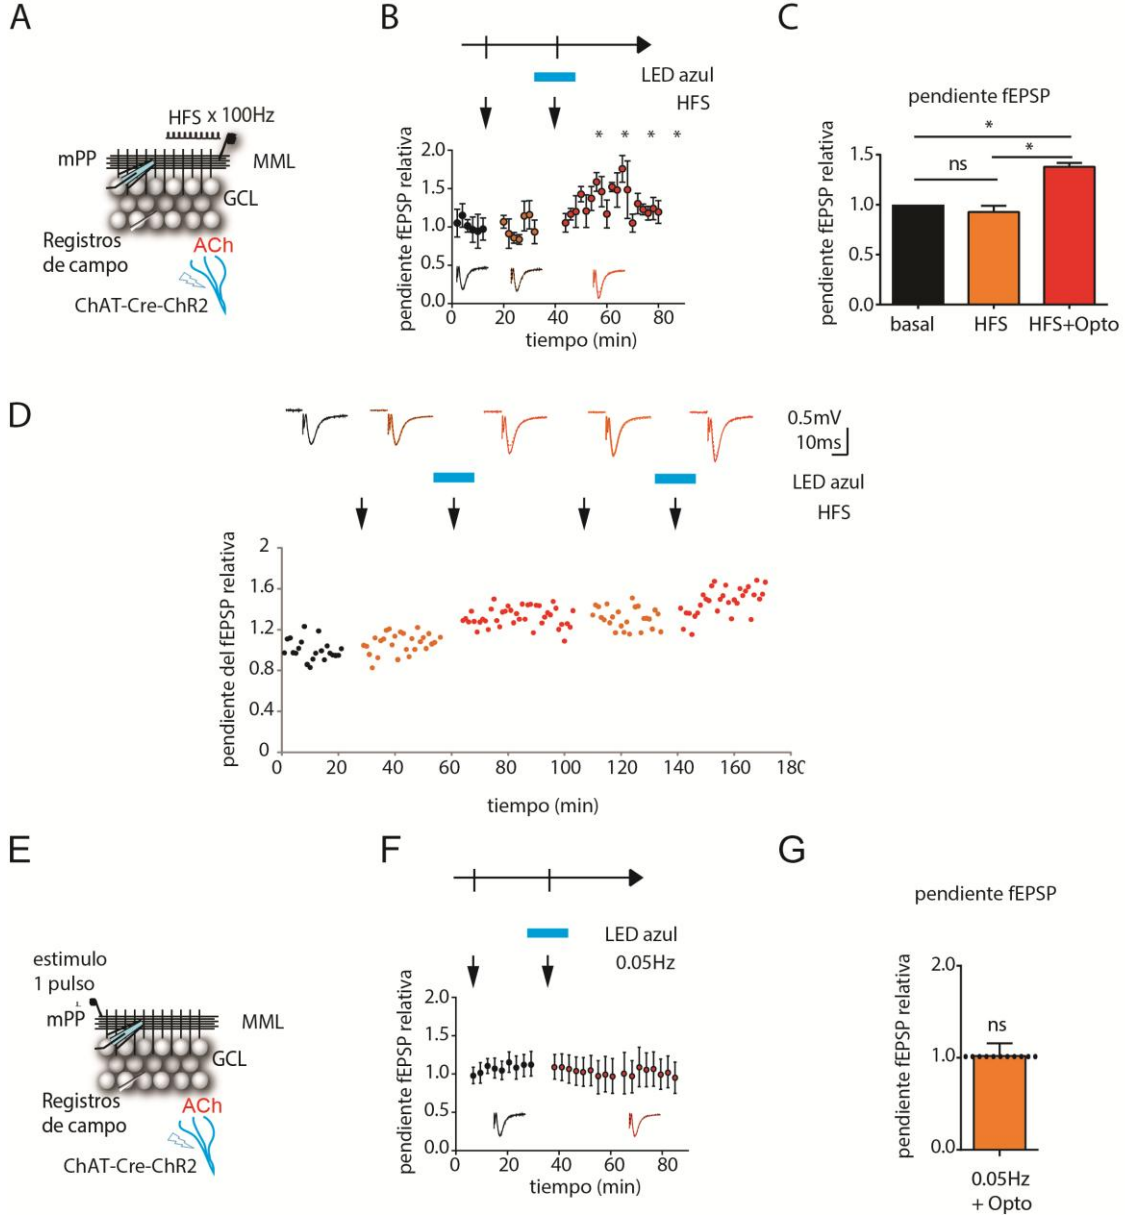 A
HFS x 100Hz
mPP
MML
GCL
Registros
de campo
ACh
ChAT-Cre-ChR2
B
LED azul
HFS
* * * *
pendiente fEPSP relativa
2.0
1.5
1.0
0.5
0.0
0 20 40 60 80
tiempo (min)
C
pendiente fEPSP
*
*
ns
pendiente fEPSP relativa
1.5
1.0
0.5
0.0
basal HFS HFS+Opto
D
0.5mV
10ms
LED azul
HFS
pendiente del fEPSP relativa
2
1.6
1.2
0.8
0.4
0
0 20 40 60 80 100 120 140 160 180
tiempo (min)
E
estimulo
1 pulso
mPP
MML
GCL
Registros
de campo
ACh
ChAT-Cre-ChR2
F
LED azul
0.05Hz
pendiente fEPSP relativa
2.0
1.5
1.0
0.5
0.0
0 20 40 60 80
tiempo (min)
G
pendiente fEPSP
pendiente fEPSP relativa
2.0
ns
1.0
0.0
0.05Hz
+ Opto